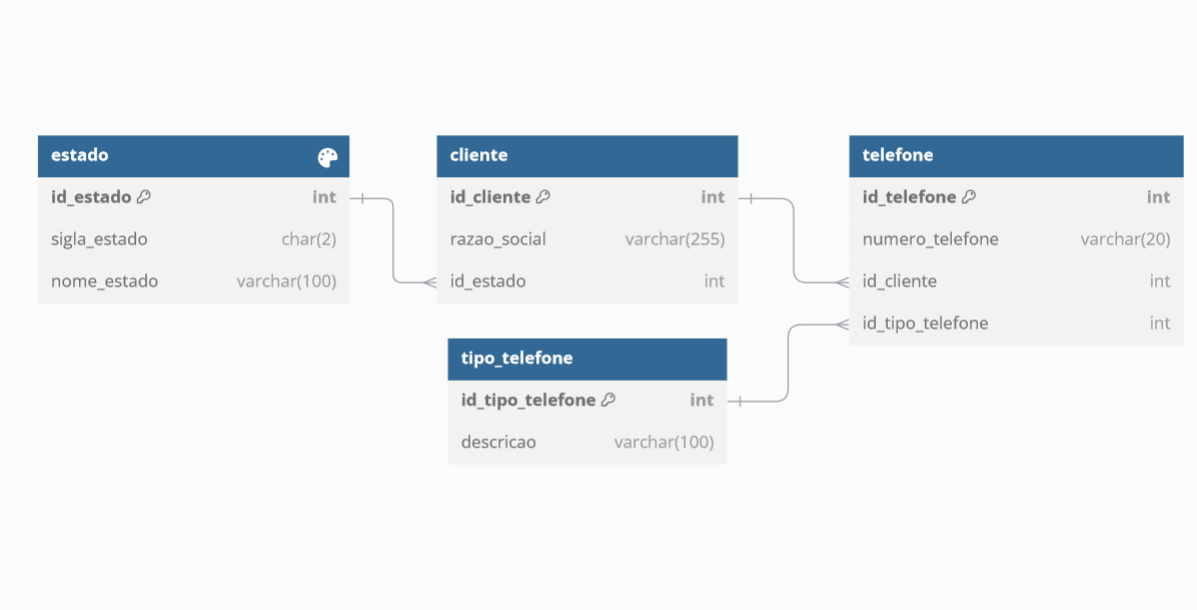 estado
id_estado int
sigla_estado char(2)
nome_estado varchar(100)
cliente
id_cliente int
razao_social varchar(255)
id_estado int
telefone
id_telefone int
numero_telefone varchar(20)
id_cliente int
id_tipo_telefone int
tipo_telefone
id_tipo_telefone int
descricao varchar(100)